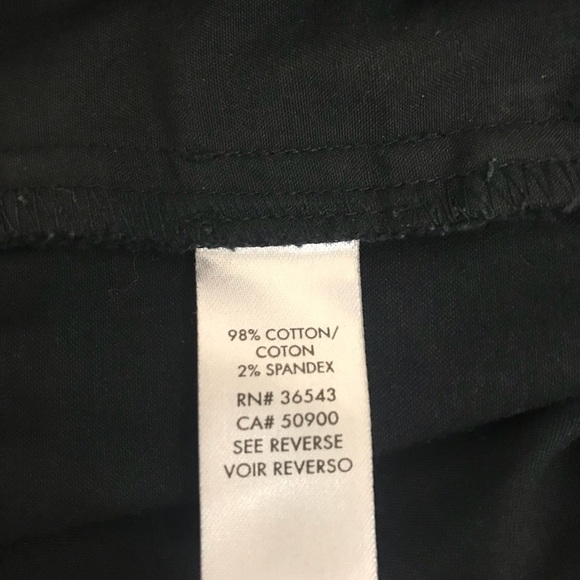 98% COTTON/
COTON
2% SPANDEX
RN# 36543
CA# 50900
SEE REVERSE
VOIR REVERSO